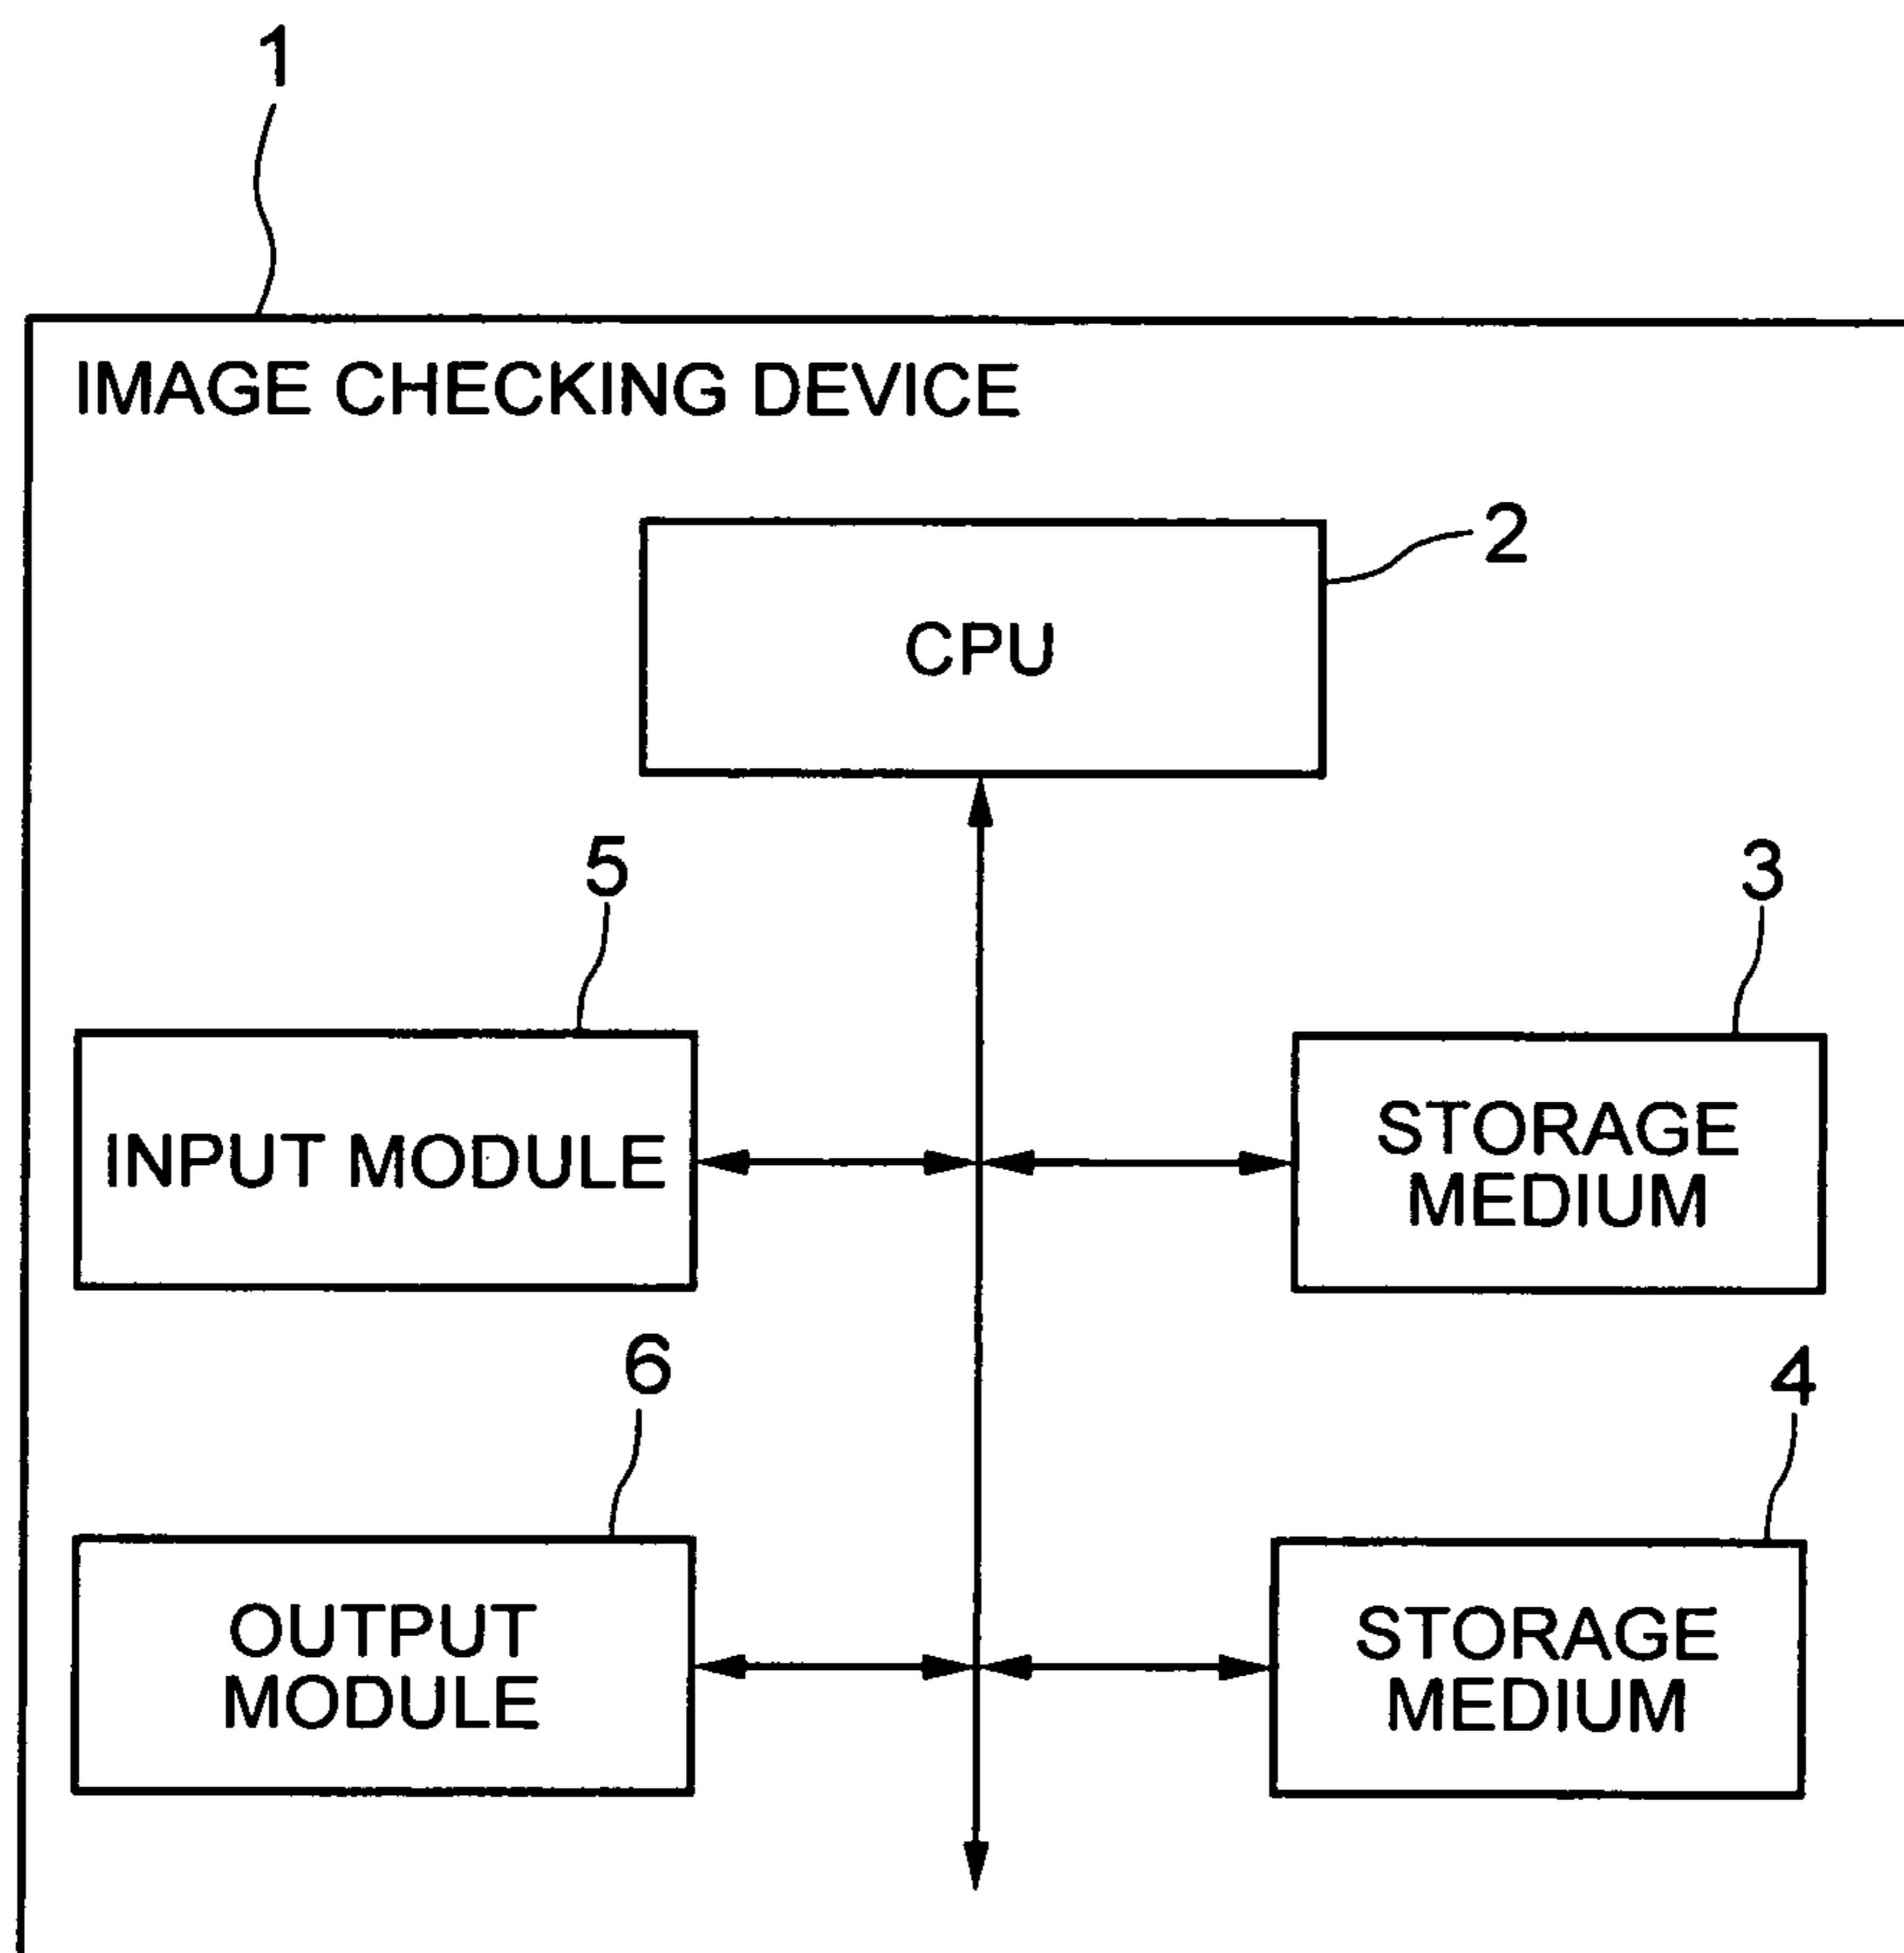 1
IMAGE CHECKING DEVICE
2
CPU
5
3
INPUT MODULE
STORAGE
MEDIUM
6
4
OUTPUT
MODULE
STORAGE
MEDIUM